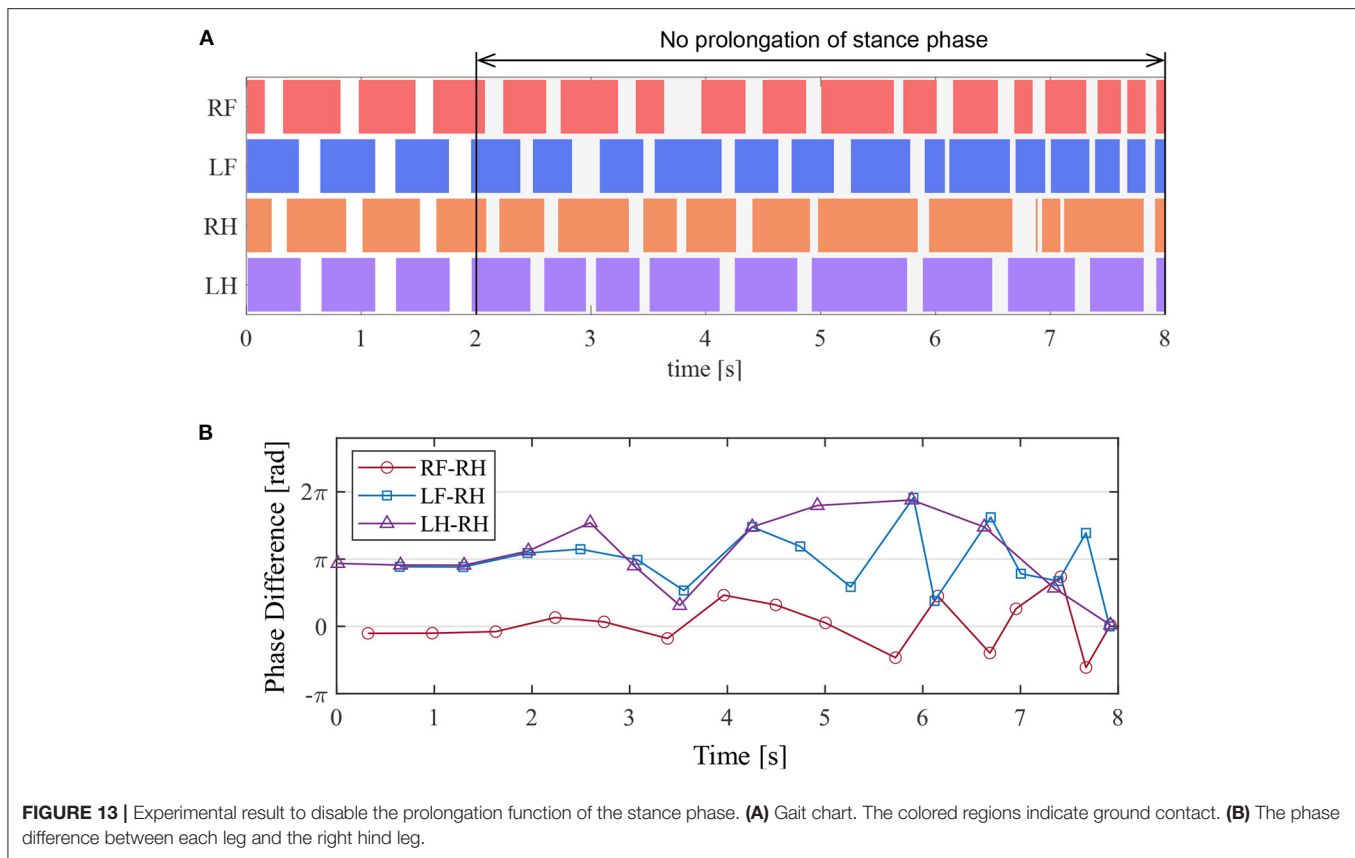 A
No prolongation of stance phase
RF
LF
RH
LH
0 1 2 3 4 5 6 7 8
time [s]
B
Phase Difference [rad]
2π
π
0
-π
RF-RH
LF-RH
LH-RH
0 1 2 3 4 5 6 7 8
Time [s]
FIGURE 13 | Experimental result to disable the prolongation function of the stance phase. (A) Gait chart. The colored regions indicate ground contact. (B) The phase
difference between each leg and the right hind leg.